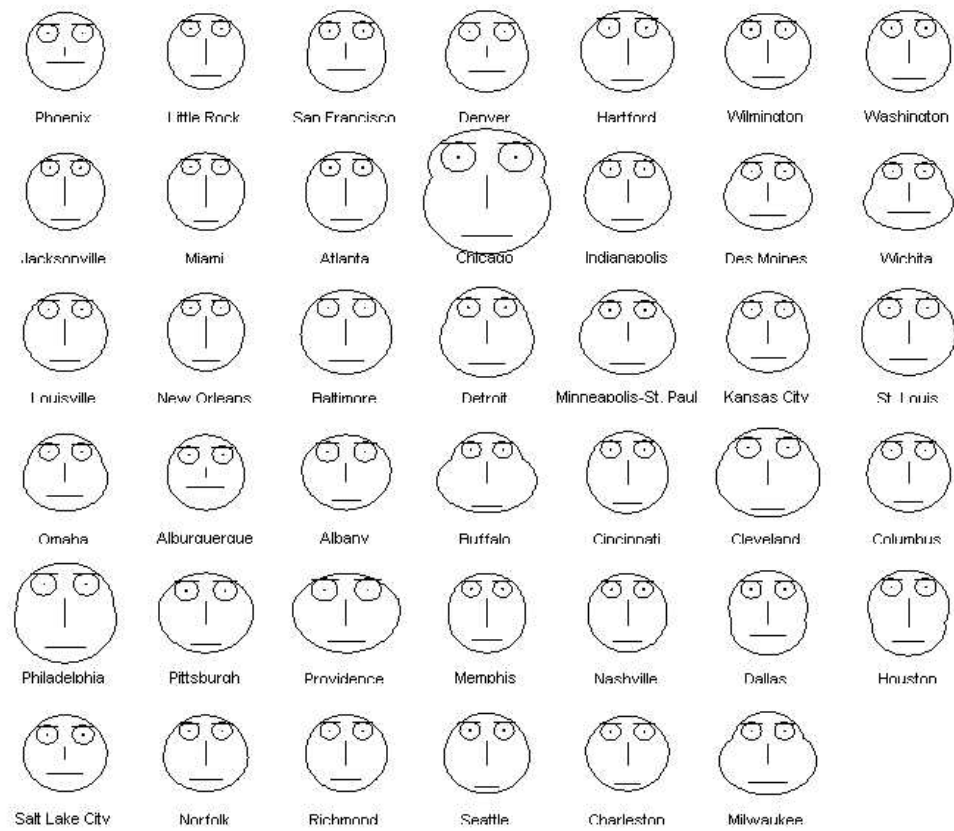 Phoenix Little Rock San Francisco Denver Hartford Wilmington Washington
Jacksonville Miami Atlanta Chicago Indianapolis Des Moines Wichita
Louisville New Orleans Baltimore Detroit Minneapolis-St. Paul Kansas City St. Louis
Omaha Alburquerque Albany Buffalo Cincinnati Cleveland Columbus
Philadelphia Pittsburgh Providence Memphis Nashville Dallas Houston
Salt Lake City Norfolk Richmond Seattle Charleston Milwaukee